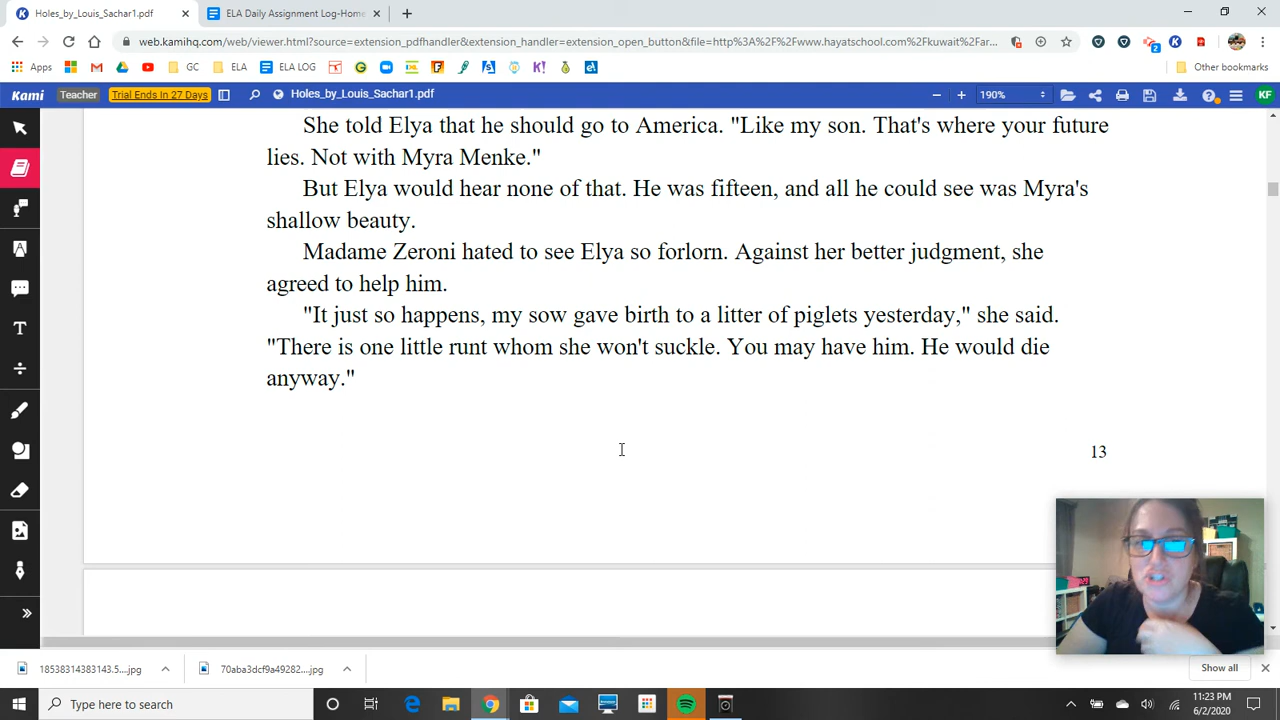 Holes_by_Louis_Sachar1.pdf
ELA Daily Assignment Log-Home
web.kamihq.com/web/viewer.html?source=extension_pdfhandler&extension_handler=extension_open_button&file=http%3A%2F%2Fwww.hayatschool.com%2Fkuwait%2Far...
Apps GC ELA ELA LOG Other bookmarks
Kami Teacher Trial Ends In 27 Days Holes_by_Louis_Sachar1.pdf 190% KF
She told Elya that he should go to America. "Like my son. That's where your future
lies. Not with Myra Menke."
But Elya would hear none of that. He was fifteen, and all he could see was Myra's
shallow beauty.
Madame Zeroni hated to see Elya so forlorn. Against her better judgment, she
agreed to help him.
"It just so happens, my sow gave birth to a litter of piglets yesterday," she said.
"There is one little runt whom she won't suckle. You may have him. He would die
anyway."
13
18538314383143.5....jpg
70aba3dcf9a49282....jpg
Show all
Type here to search
11:23 PM
6/2/2020